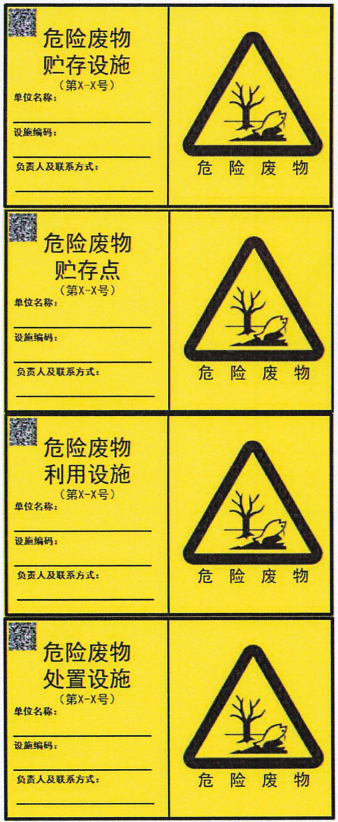 危险废物
贮存设施
（第X-X号）
单位名称：
设施编码：
负责人及联系方式：
危险废物
危险废物
贮存点
（第X-X号）
单位名称：
设施编码：
负责人及联系方式：
危险废物
危险废物
利用设施
（第X-X号）
单位名称：
设施编码：
负责人及联系方式：
危险废物
危险废物
处置设施
（第X-X号）
单位名称：
设施编码：
负责人及联系方式：
危险废物